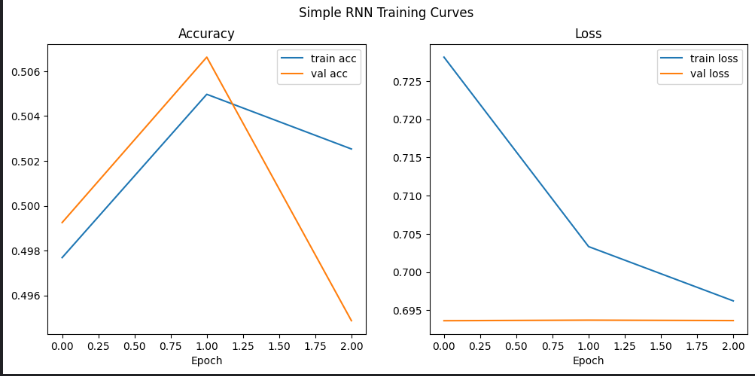 Simple RNN Training Curves
Accuracy
train acc
val acc
0.506
0.504
0.502
0.500
0.498
0.496
0.00 0.25 0.50 0.75 1.00 1.25 1.50 1.75 2.00
Epoch
Loss
train loss
val loss
0.725
0.720
0.715
0.710
0.705
0.700
0.695
0.00 0.25 0.50 0.75 1.00 1.25 1.50 1.75 2.00
Epoch